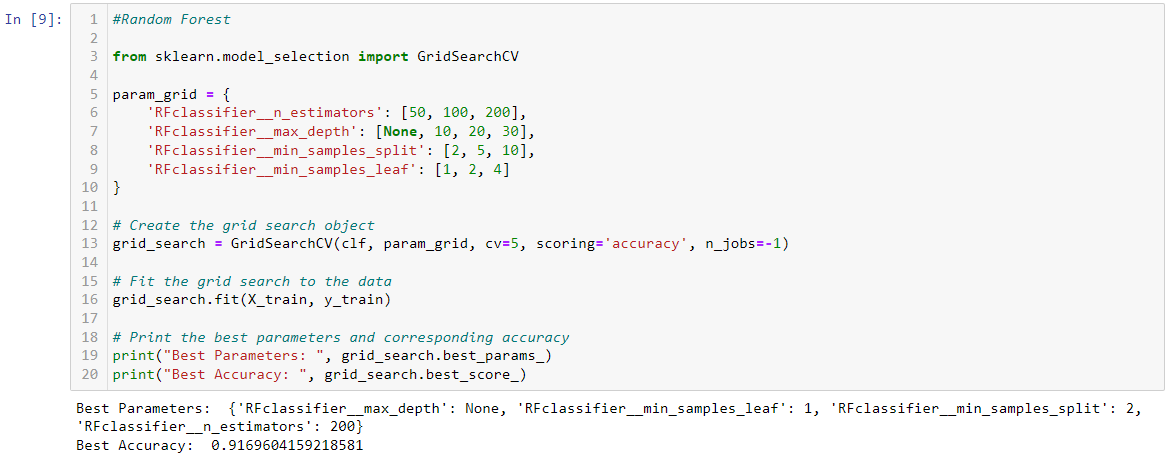 In [9]:
1 #Random Forest
2
3 from sklearn.model_selection import GridSearchCV
4
5 param_grid = {
6     'RFclassifier__n_estimators': [50, 100, 200],
7     'RFclassifier__max_depth': [None, 10, 20, 30],
8     'RFclassifier__min_samples_split': [2, 5, 10],
9     'RFclassifier__min_samples_leaf': [1, 2, 4]
10 }
11
12 # Create the grid search object
13 grid_search = GridSearchCV(clf, param_grid, cv=5, scoring='accuracy', n_jobs=-1)
14
15 # Fit the grid search to the data
16 grid_search.fit(X_train, y_train)
17
18 # Print the best parameters and corresponding accuracy
19 print("Best Parameters: ", grid_search.best_params_)
20 print("Best Accuracy: ", grid_search.best_score_)
Best Parameters:  {'RFclassifier__max_depth': None, 'RFclassifier__min_samples_leaf': 1, 'RFclassifier__min_samples_split': 2,
'RFclassifier__n_estimators': 200}
Best Accuracy:  0.9169604159218581